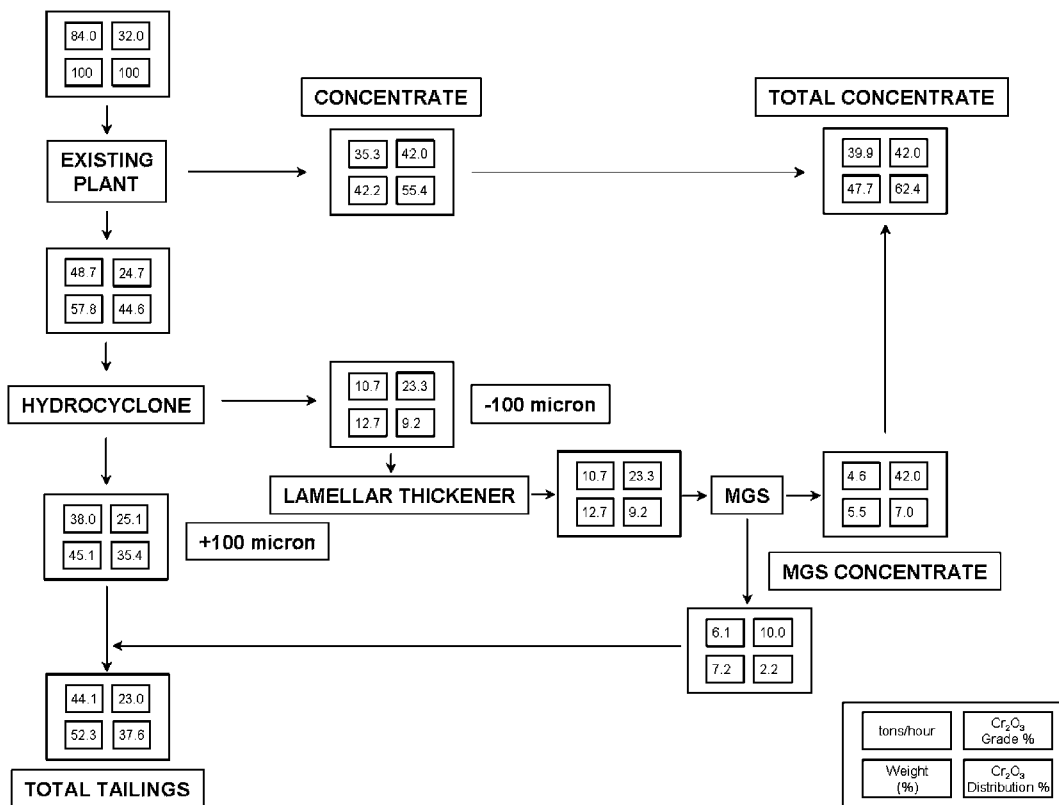 84.0 32.0
100 100
CONCENTRATE
TOTAL CONCENTRATE
EXISTING
PLANT
35.3 42.0
42.2 55.4
39.9 42.0
47.7 62.4
48.7 24.7
57.8 44.6
HYDROCYCLONE
10.7 23.3
12.7 9.2
-100 micron
LAMELLAR THICKENER
10.7 23.3
12.7 9.2
MGS
4.6 42.0
5.5 7.0
38.0 25.1
45.1 35.4
+100 micron
MGS CONCENTRATE
6.1 10.0
7.2 2.2
44.1 23.0
52.3 37.6
TOTAL TAILINGS
tons/hour
Cr₂O₃
Grade %
Weight
(%)
Cr₂O₃
Distribution %